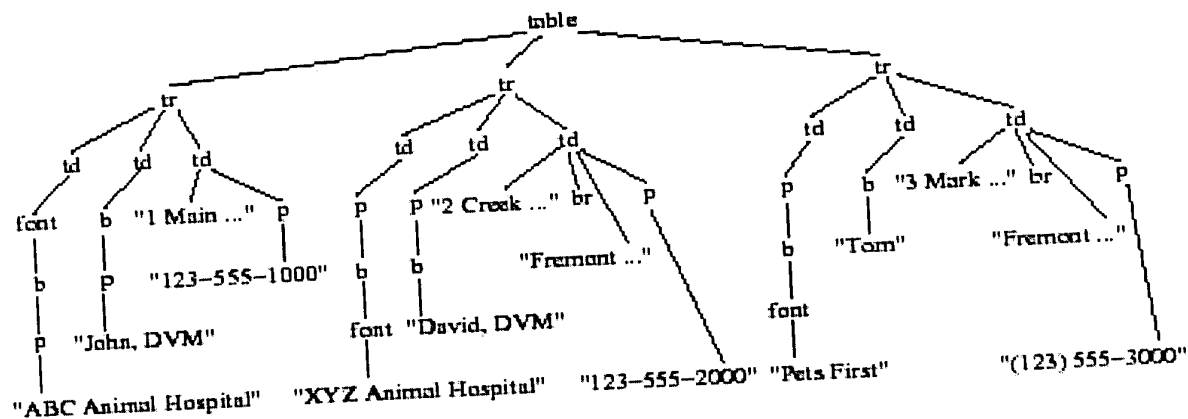 table
tr tr tr
td td td td td td td td td
font b "1 Main ..." p p p "2 Creek ..." br p p b "3 Mark ..." br p
b p "123–555–1000" b b "Fremont ..." b "Tom" "Fremont ..."
p "John, DVM" font "David, DVM" font
"ABC Animal Hospital" "XYZ Animal Hospital" "123–555–2000" "Pets First" "(123) 555–3000"